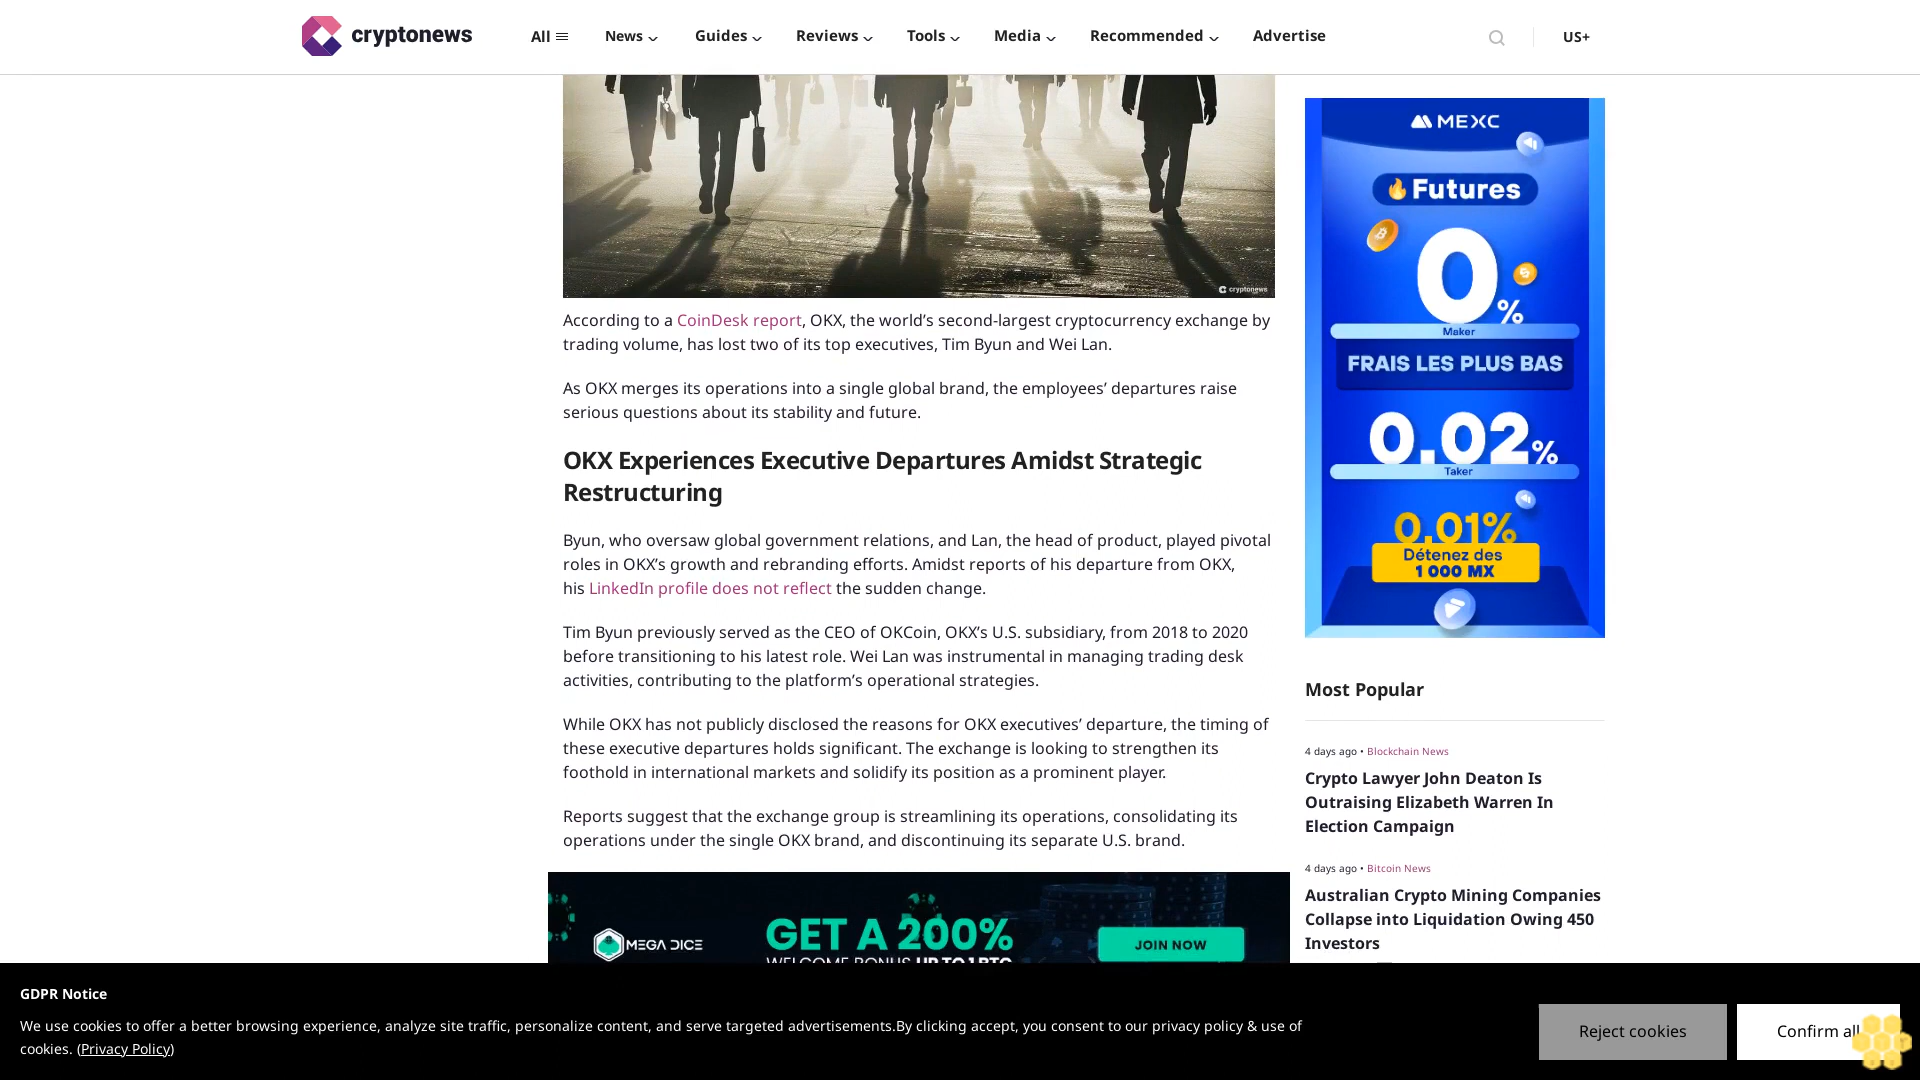 cryptonews
All
News
Guides
Reviews
Tools
Media
Recommended
Advertise
US+
cryptonews
According to a CoinDesk report, OKX, the world’s second-largest cryptocurrency exchange by
trading volume, has lost two of its top executives, Tim Byun and Wei Lan.
As OKX merges its operations into a single global brand, the employees’ departures raise
serious questions about its stability and future.
OKX Experiences Executive Departures Amidst Strategic
Restructuring
Byun, who oversaw global government relations, and Lan, the head of product, played pivotal
roles in OKX’s growth and rebranding efforts. Amidst reports of his departure from OKX,
his LinkedIn profile does not reflect the sudden change.
Tim Byun previously served as the CEO of OKCoin, OKX’s U.S. subsidiary, from 2018 to 2020
before transitioning to his latest role. Wei Lan was instrumental in managing trading desk
activities, contributing to the platform’s operational strategies.
While OKX has not publicly disclosed the reasons for OKX executives’ departure, the timing of
these executive departures holds significant. The exchange is looking to strengthen its
foothold in international markets and solidify its position as a prominent player.
Reports suggest that the exchange group is streamlining its operations, consolidating its
operations under the single OKX brand, and discontinuing its separate U.S. brand.
MEGA DICE
GET A 200%
WELCOME BONUS UP TO 1 BTC
JOIN NOW
MEXC
Futures
0%
Maker
FRAIS LES PLUS BAS
0.02%
Taker
0.01%
Détenez des
1 000 MX
Most Popular
4 days ago • Blockchain News
Crypto Lawyer John Deaton Is
Outraising Elizabeth Warren In
Election Campaign
4 days ago • Bitcoin News
Australian Crypto Mining Companies
Collapse into Liquidation Owing 450
Investors
GDPR Notice
We use cookies to offer a better browsing experience, analyze site traffic, personalize content, and serve targeted advertisements.By clicking accept, you consent to our privacy policy & use of
cookies. (Privacy Policy)
Reject cookies
Confirm all